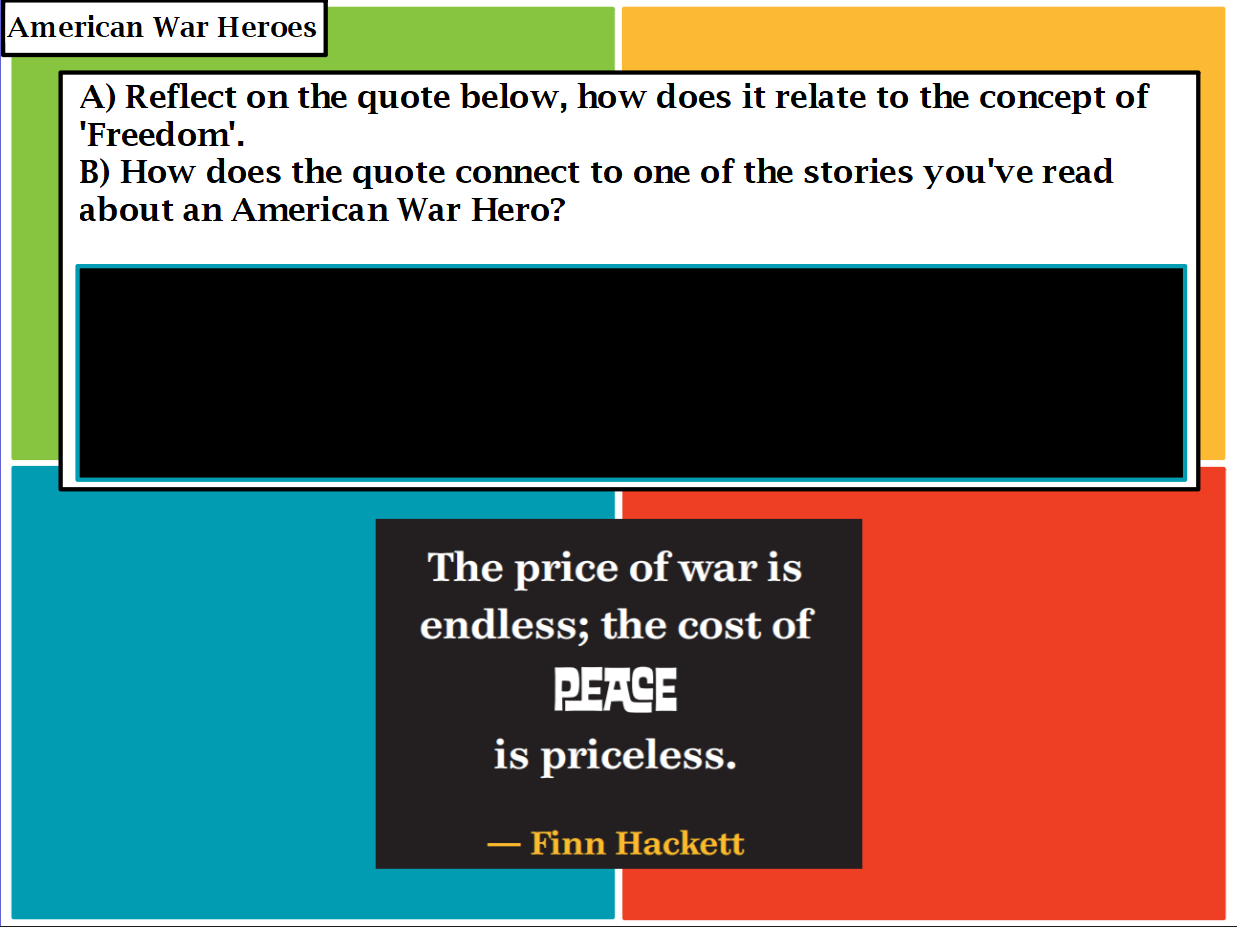 American War Heroes
A) Reflect on the quote below, how does it relate to the concept of
'Freedom'.
B) How does the quote connect to one of the stories you've read
about an American War Hero?
The price of war is
endless; the cost of
PEACE
is priceless.
— Finn Hackett